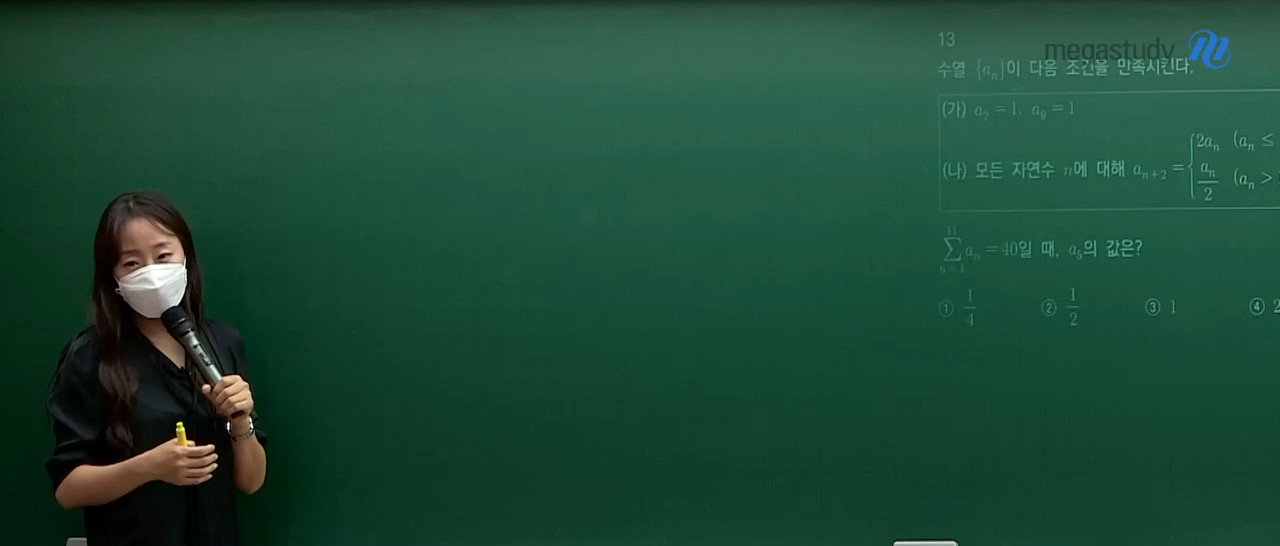 megastudy
13
수열 {aₙ}이 다음 조건을 만족시킨다.
(가) a₂ = 1, a₉ = 1
(나) 모든 자연수 n에 대해 aₙ₊₂ = { 2aₙ (aₙ ≤
aₙ/2 (aₙ >
∑ₙ₌₁¹¹ aₙ = 40일 때, a₅의 값은?
① 1/4 ② 1/2 ③ 1 ④ 2